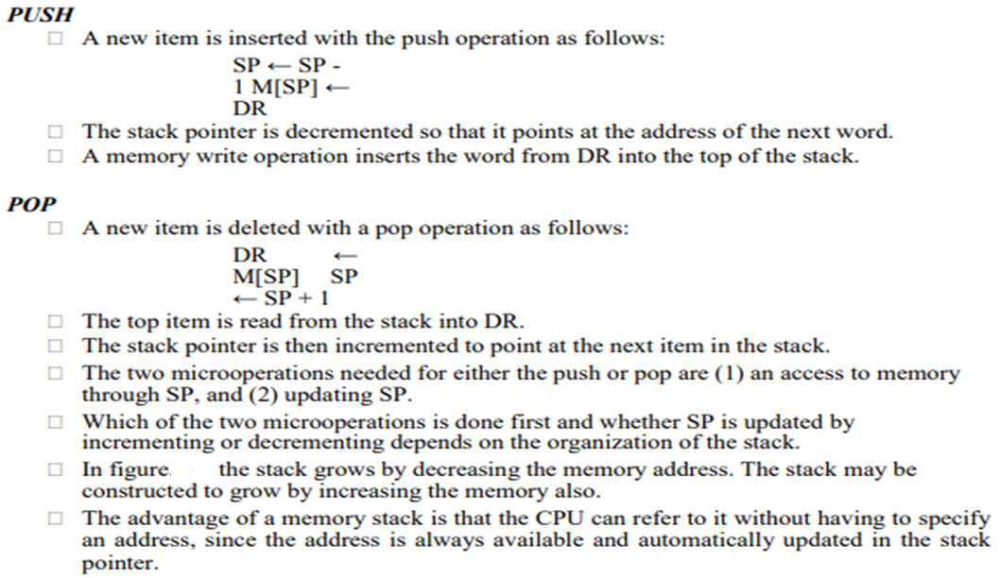 PUSH
□ A new item is inserted with the push operation as follows:
SP ← SP -
1 M[SP] ←
DR
□ The stack pointer is decremented so that it points at the address of the next word.
□ A memory write operation inserts the word from DR into the top of the stack.
POP
□ A new item is deleted with a pop operation as follows:
DR ←
M[SP] SP
← SP + 1
□ The top item is read from the stack into DR.
□ The stack pointer is then incremented to point at the next item in the stack.
□ The two microoperations needed for either the push or pop are (1) an access to memory
through SP, and (2) updating SP.
□ Which of the two microoperations is done first and whether SP is updated by
incrementing or decrementing depends on the organization of the stack.
□ In figure. the stack grows by decreasing the memory address. The stack may be
constructed to grow by increasing the memory also.
□ The advantage of a memory stack is that the CPU can refer to it without having to specify
an address, since the address is always available and automatically updated in the stack
pointer.